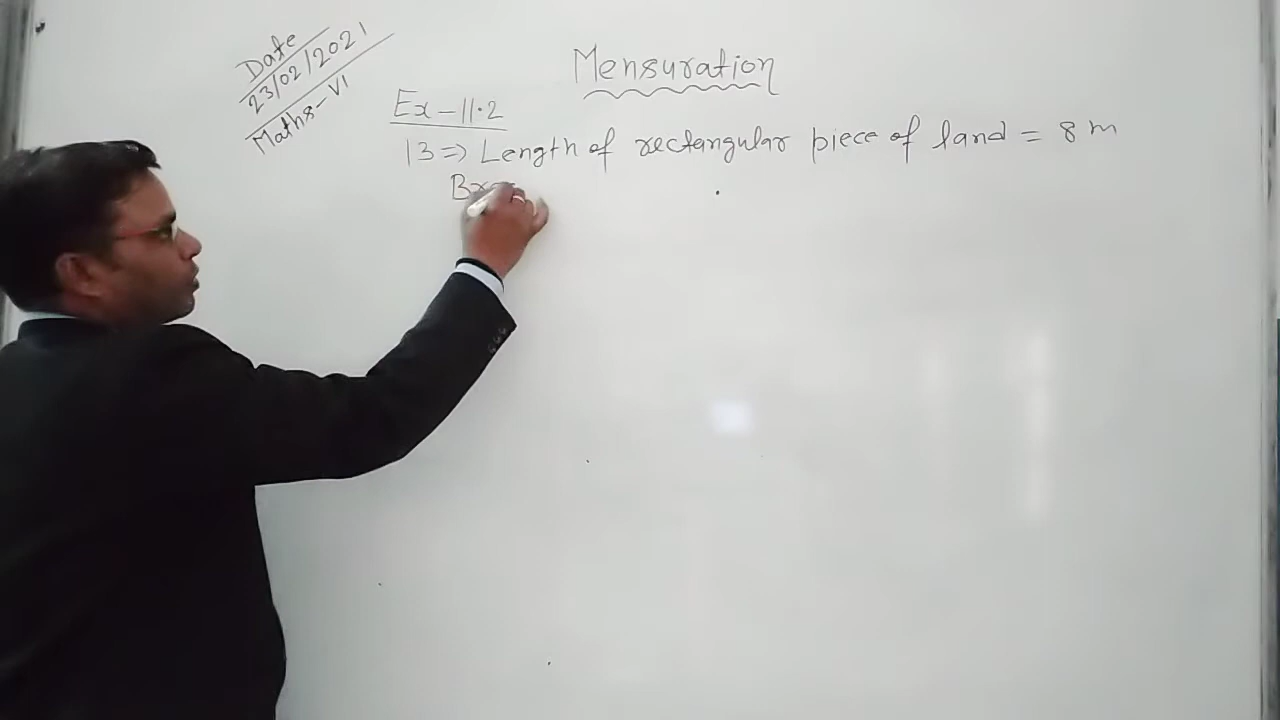 Date
23/02/2021
Maths-VI
Mensuration
Ex-11.2
13 => Length of rectangular piece of land = 8 m